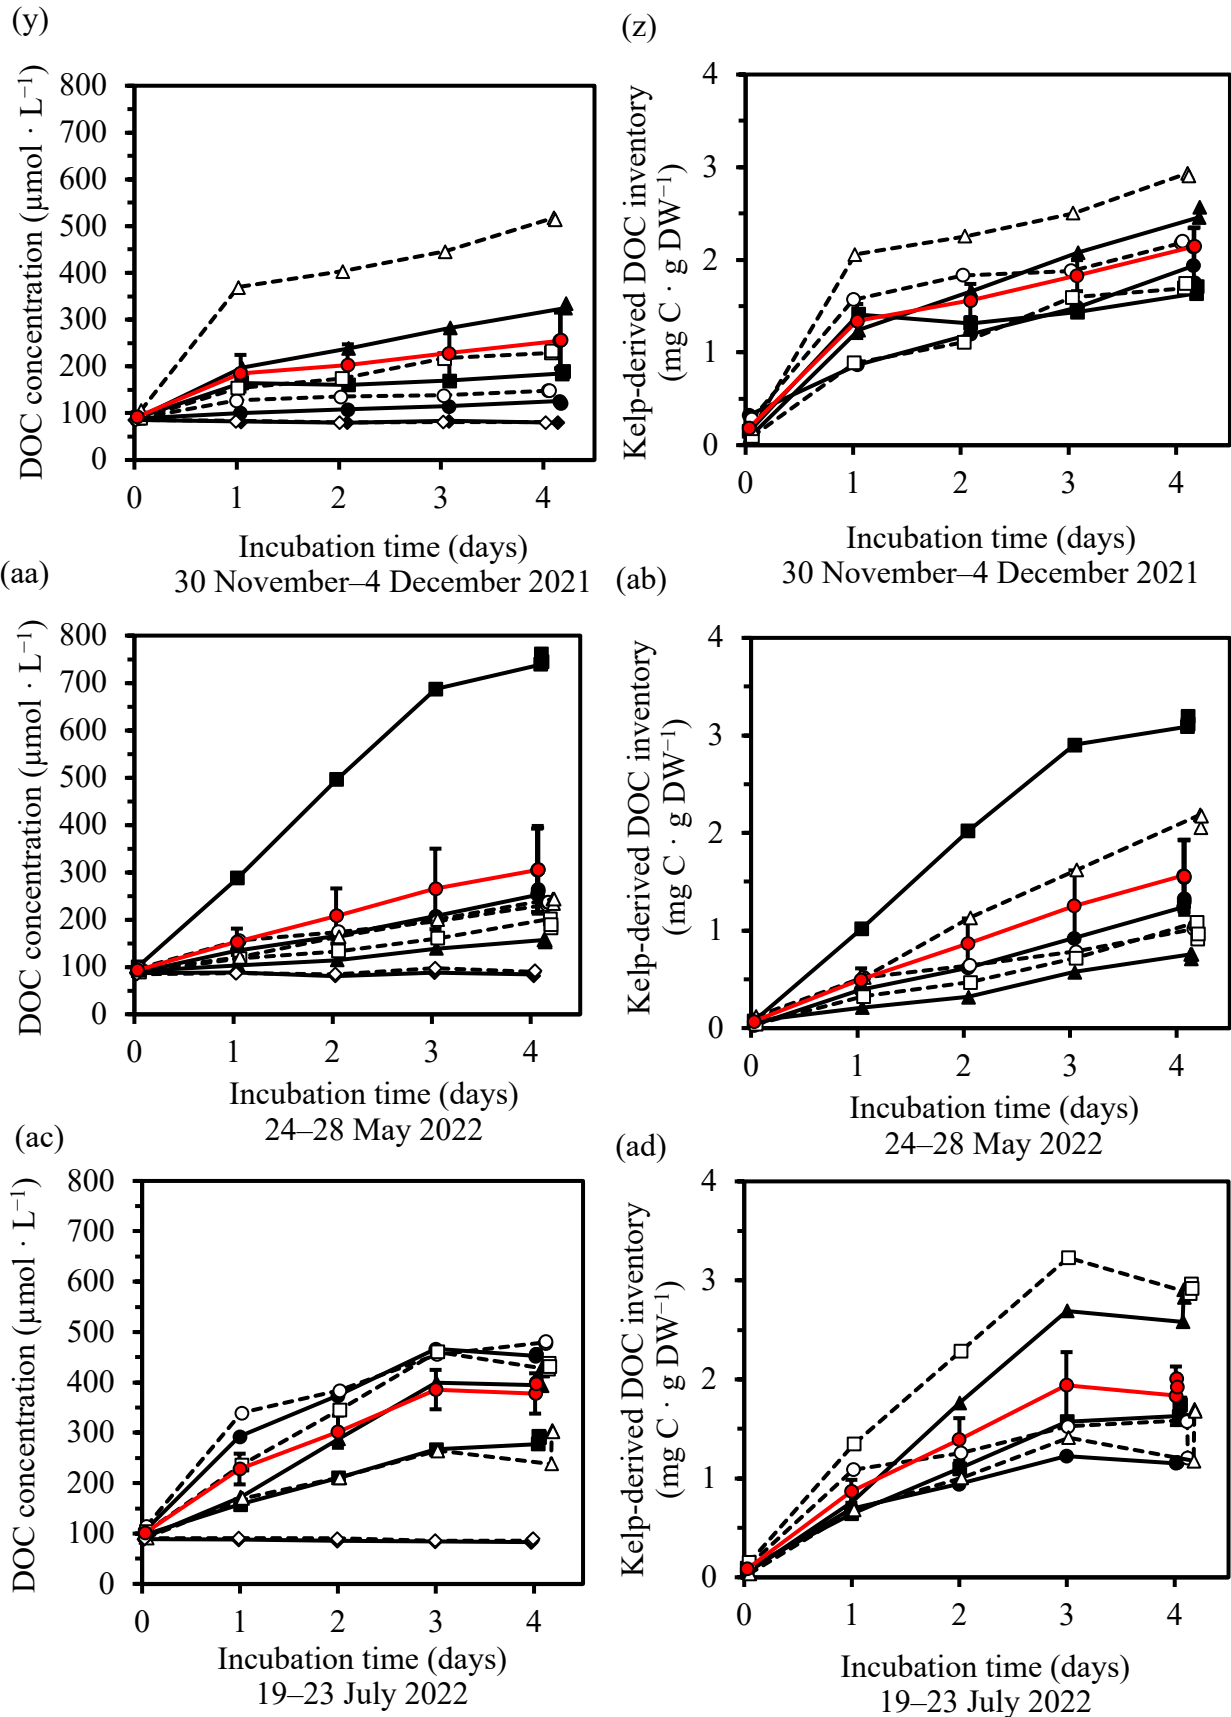 (y)
DOC concentration (µmol · L⁻¹)
800
700
600
500
400
300
200
100
0
0 1 2 3 4
Incubation time (days)
30 November–4 December 2021
(z)
Kelp-derived DOC inventory
(mg C · g DW⁻¹)
4
3
2
1
0
0 1 2 3 4
Incubation time (days)
30 November–4 December 2021
(aa)
DOC concentration (µmol · L⁻¹)
800
700
600
500
400
300
200
100
0
0 1 2 3 4
Incubation time (days)
24–28 May 2022
(ab)
Kelp-derived DOC inventory
(mg C · g DW⁻¹)
4
3
2
1
0
0 1 2 3 4
Incubation time (days)
24–28 May 2022
(ac)
DOC concentration (µmol · L⁻¹)
800
700
600
500
400
300
200
100
0
0 1 2 3 4
Incubation time (days)
19–23 July 2022
(ad)
Kelp-derived DOC inventory
(mg C · g DW⁻¹)
4
3
2
1
0
0 1 2 3 4
Incubation time (days)
19–23 July 2022